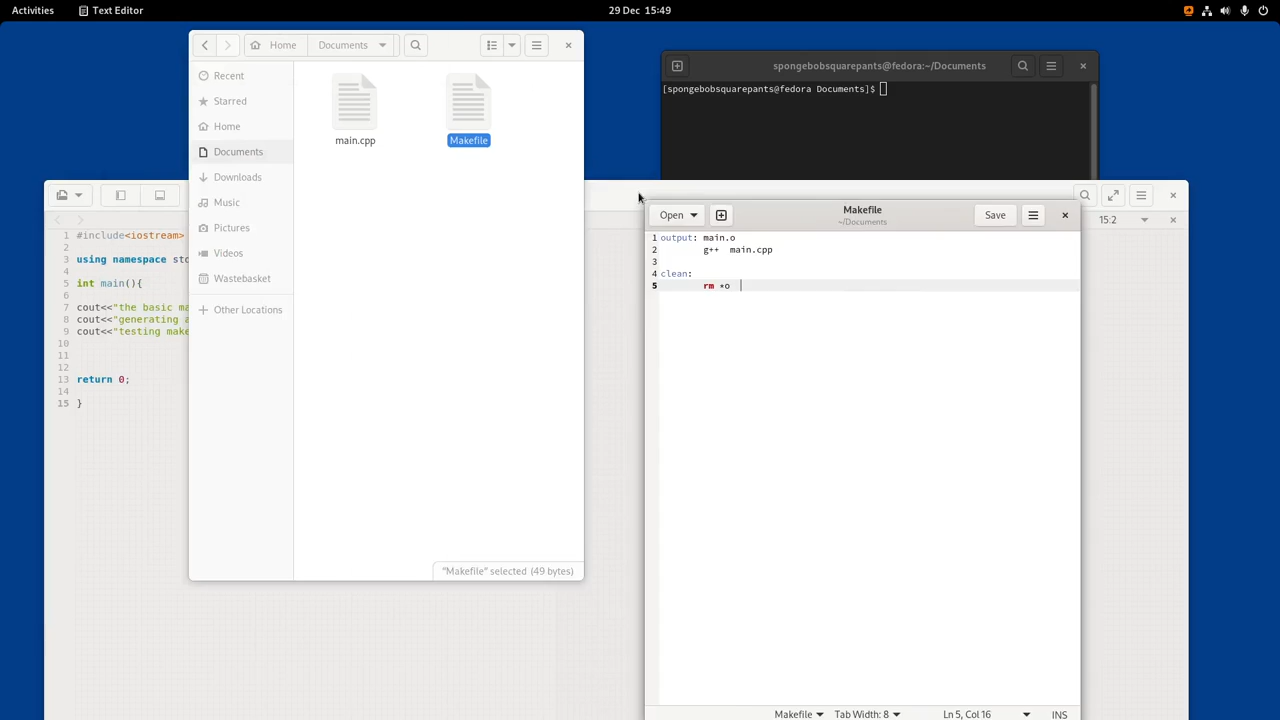 Activities Text Editor 29 Dec 15:49
Home Documents
Recent
Starred
Home
Documents
Downloads
Music
Pictures
Videos
Wastebasket
Other Locations
main.cpp Makefile
"Makefile" selected (49 bytes)
spongebobsquarepants@fedora:~/Documents
[spongebobsquarepants@fedora Documents]$
15:2
1 #include<iostream>
2
3 using namespace st
4
5 int main(){
6
7 cout<<"the basic ma
8 cout<<"generating a
9 cout<<"testing make
10
11
12
13 return 0;
14
15 }
Open Makefile Save
~/Documents
1 output: main.o
2 g++ main.cpp
3
4 clean:
5 rm *o
Makefile Tab Width: 8 Ln 5, Col 16 INS